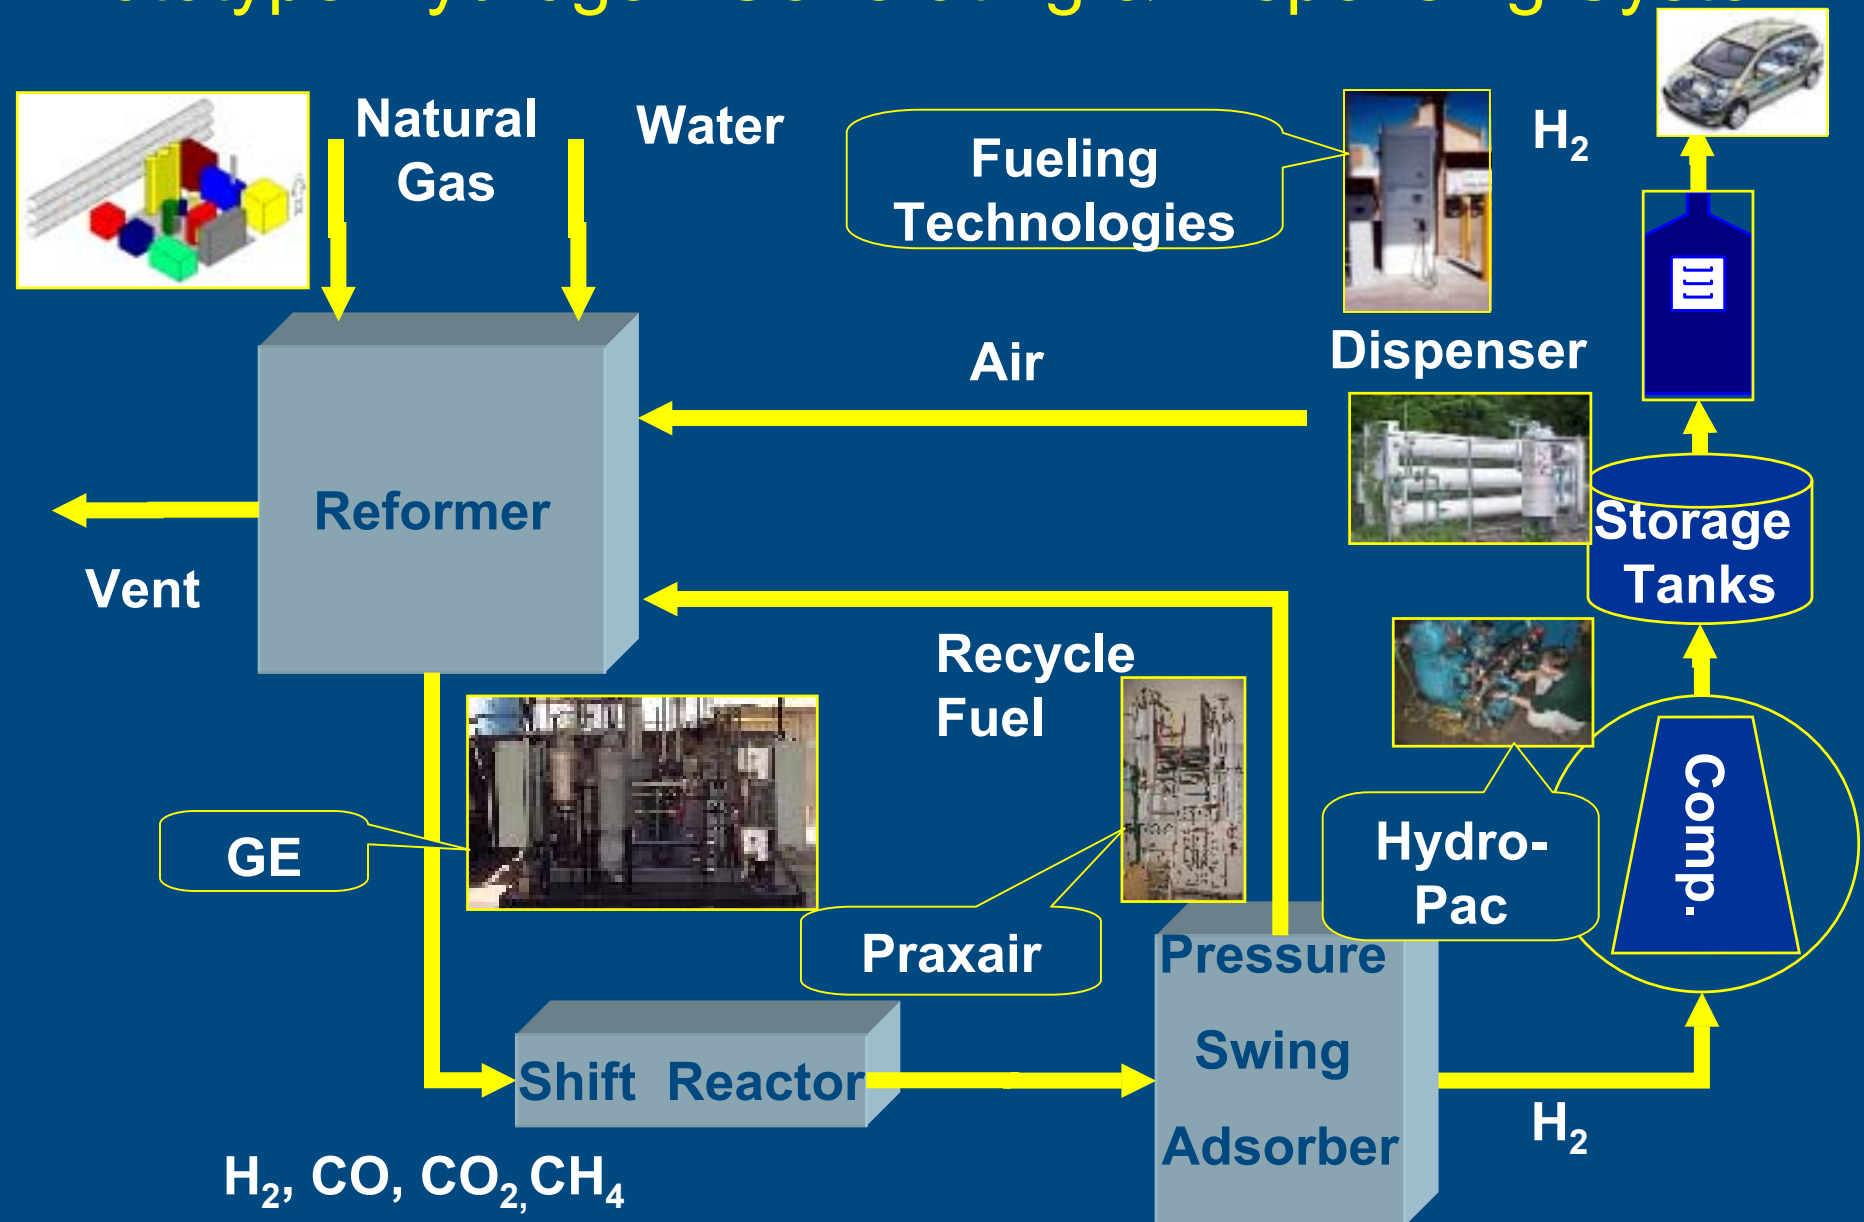 Natural
Gas
Water
Fueling
Technologies
H₂
Air
Dispenser
Reformer
Storage
Tanks
Vent
Recycle
Fuel
GE
Hydro-
Pac
Comp.
Praxair
Pressure
Swing
Adsorber
Shift Reactor
H₂
H₂, CO, CO₂,CH₄